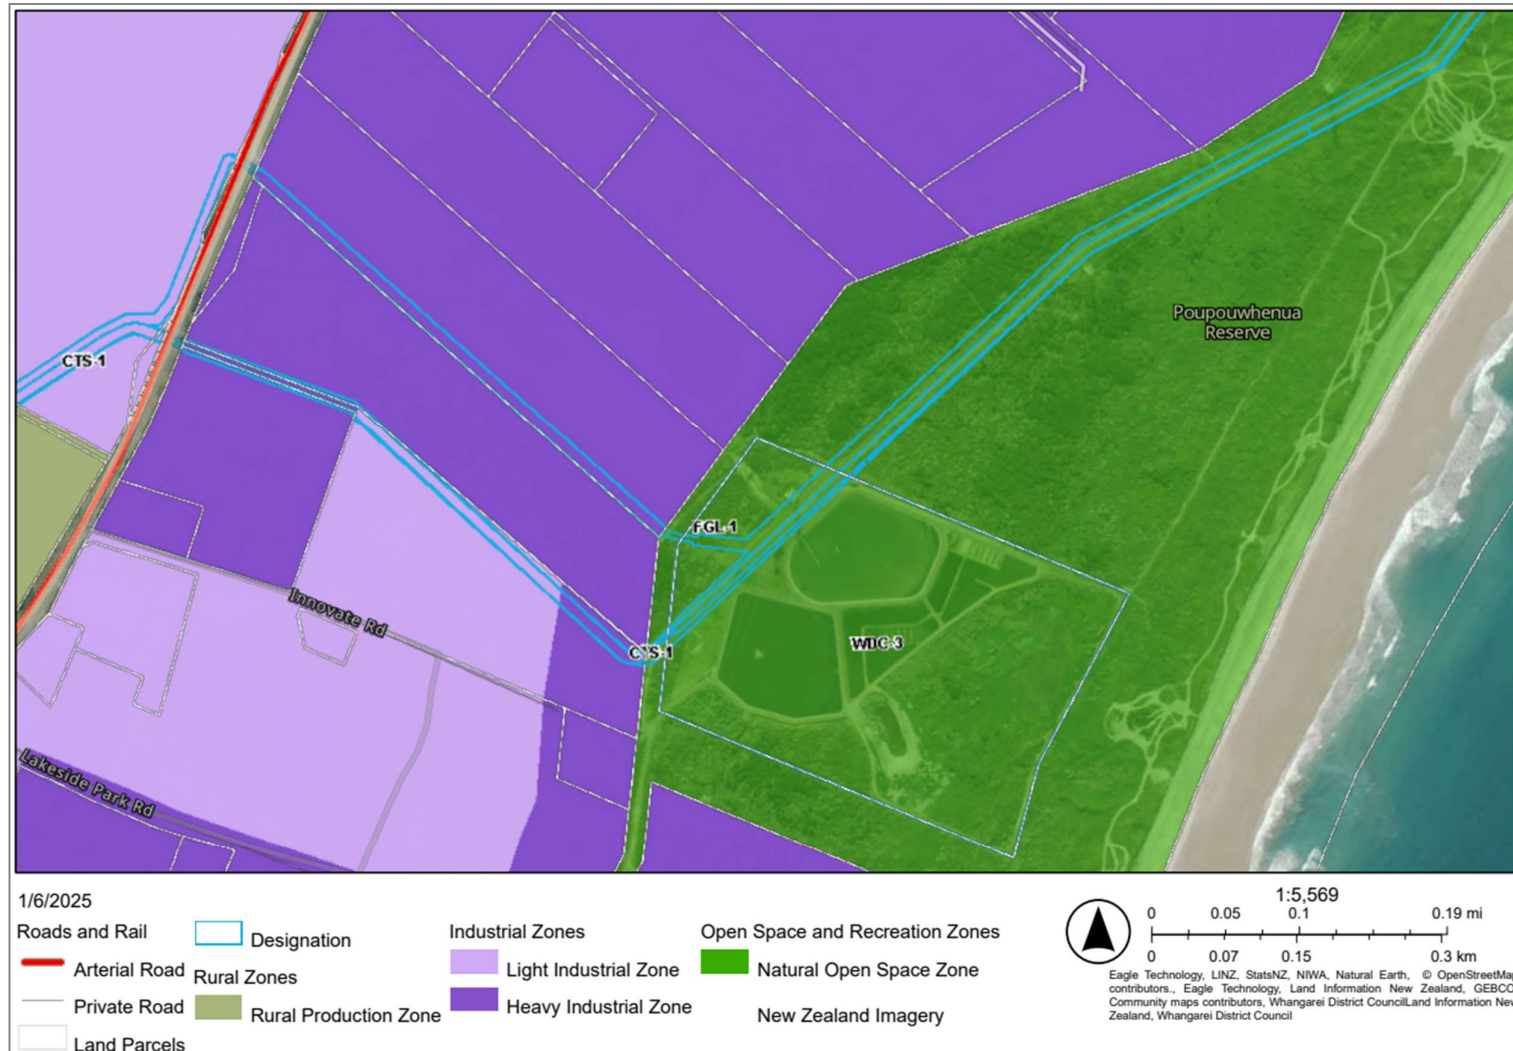 Poupouwhenua
Reserve
CTS-1
FGL-1
Innovate Rd
WDC-3
CTS-1
Lakeside Park Rd
1/6/2025
Roads and Rail
Arterial Road
Private Road
Land Parcels
Designation
Rural Zones
Rural Production Zone
Industrial Zones
Light Industrial Zone
Heavy Industrial Zone
Open Space and Recreation Zones
Natural Open Space Zone
New Zealand Imagery
1:5,569
0 0.05 0.1 0.19 mi
0 0.07 0.15 0.3 km
Eagle Technology, LINZ, StatsNZ, NIWA, Natural Earth, © OpenStreetMap
contributors., Eagle Technology, Land Information New Zealand, GEBCO,
Community maps contributors, Whangarei District CouncilLand Information New
Zealand, Whangarei District Council